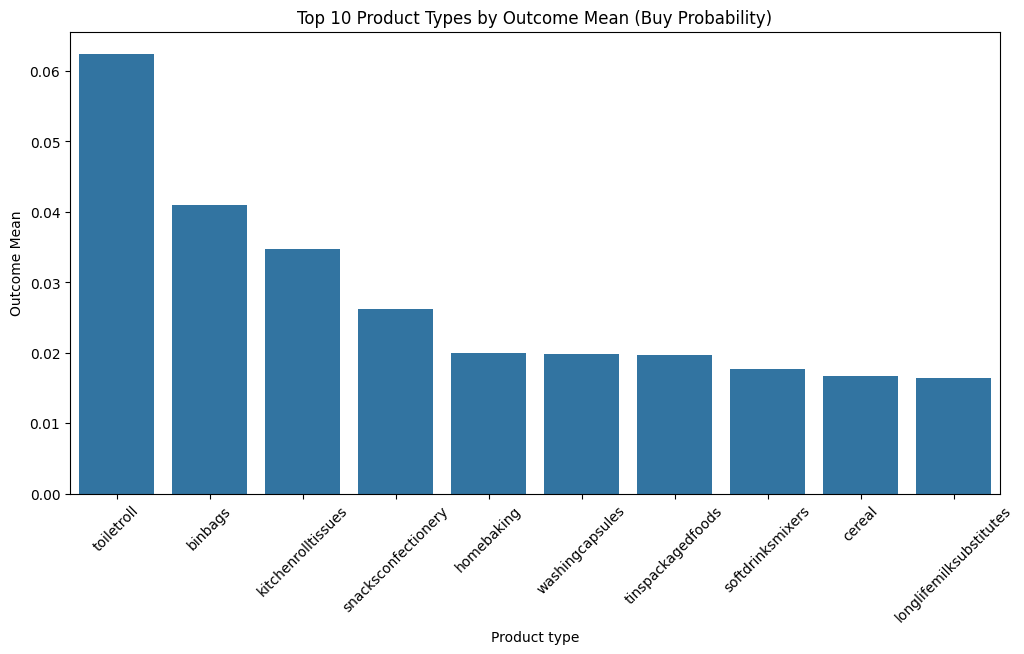 Top 10 Product Types by Outcome Mean (Buy Probability)
Outcome Mean
0.06
0.05
0.04
0.03
0.02
0.01
0.00
toiletroll
binbags
kitchenrolltissues
snacksconfectionery
homebaking
washingcapsules
tinspackagedfoods
softdrinksmixers
cereal
longlifemilksubstitutes
Product type